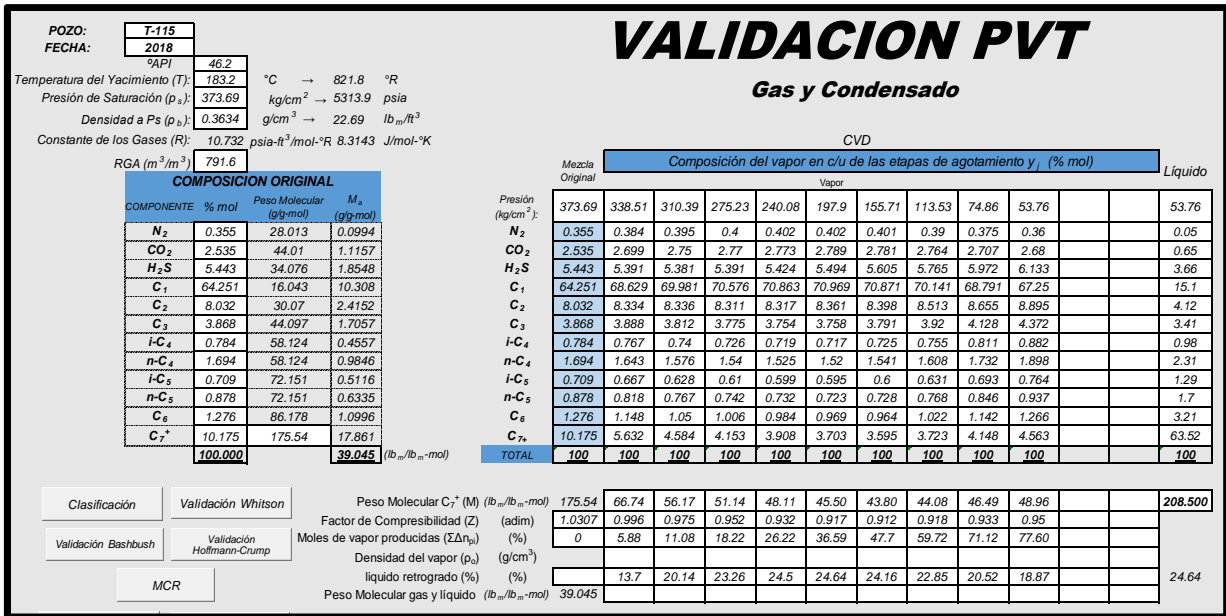 VALIDACION PVT
Gas y Condensado
POZO: T-115
FECHA: 2018
ºAPI 46.2
Temperatura del Yacimiento (T): 183.2 °C → 821.8 °R
Presión de Saturación (p s): 373.69 kg/cm2 → 5313.9 psia
Densidad a Ps (ρ b): 0.3634 g/cm3 → 22.69 lb m/ft3
Constante de los Gases (R): 10.732 psia-ft3/mol-°R 8.3143 J/mol-°K
RGA (m3/m3) 791.6
COMPOSICION ORIGINAL
COMPONENTE % mol Peso Molecular (g/g-mol) M a (g/g-mol)
N2 0.355 28.013 0.0994
CO2 2.535 44.01 1.1157
H2S 5.443 34.076 1.8548
C1 64.251 16.043 10.308
C2 8.032 30.07 2.4152
C3 3.868 44.097 1.7057
i-C4 0.784 58.124 0.4557
n-C4 1.694 58.124 0.9846
i-C5 0.709 72.151 0.5116
n-C5 0.878 72.151 0.6335
C6 1.276 86.178 1.0996
C7+ 10.175 175.54 17.861
100.000 39.045 (lb m/lb m-mol)
CVD
Mezcla Original Composición del vapor en c/u de las etapas de agotamiento y j (% mol) Líquido
Vapor
Presión (kg/cm2): 373.69 338.51 310.39 275.23 240.08 197.9 155.71 113.53 74.86 53.76 53.76
N2 0.355 0.384 0.395 0.4 0.402 0.402 0.401 0.39 0.375 0.36 0.05
CO2 2.535 2.699 2.75 2.77 2.773 2.789 2.781 2.764 2.707 2.68 0.65
H2S 5.443 5.391 5.381 5.391 5.424 5.494 5.605 5.765 5.972 6.133 3.66
C1 64.251 68.629 69.981 70.576 70.863 70.969 70.871 70.141 68.791 67.25 15.1
C2 8.032 8.334 8.336 8.311 8.317 8.361 8.398 8.513 8.655 8.895 4.12
C3 3.868 3.888 3.812 3.775 3.754 3.758 3.791 3.92 4.128 4.372 3.41
i-C4 0.784 0.767 0.74 0.726 0.719 0.717 0.725 0.755 0.811 0.882 0.98
n-C4 1.694 1.643 1.576 1.54 1.525 1.52 1.541 1.608 1.732 1.898 2.31
i-C5 0.709 0.667 0.628 0.61 0.599 0.595 0.6 0.631 0.693 0.764 1.29
n-C5 0.878 0.818 0.767 0.742 0.732 0.723 0.728 0.768 0.846 0.937 1.7
C6 1.276 1.148 1.05 1.006 0.984 0.969 0.964 1.022 1.142 1.266 3.21
C7+ 10.175 5.632 4.584 4.153 3.908 3.703 3.595 3.723 4.148 4.563 63.52
TOTAL 100 100 100 100 100 100 100 100 100 100 100
Clasificación
Validación Whitson
Validación Bashbush
Validación Hoffmann-Crump
MCR
Peso Molecular C7+ (M) (lb m/lb m-mol) 175.54 66.74 56.17 51.14 48.11 45.50 43.80 44.08 46.49 48.96 208.500
Factor de Compresibilidad (Z) (adim) 1.0307 0.996 0.975 0.952 0.932 0.917 0.912 0.918 0.933 0.95
Moles de vapor producidas (ΣΔnpi) (%) 0 5.88 11.08 18.22 26.22 36.59 47.7 59.72 71.12 77.60
Densidad del vapor (ρo) (g/cm3)
liquido retrogrado (%) (%) 13.7 20.14 23.26 24.5 24.64 24.16 22.85 20.52 18.87 24.64
Peso Molecular gas y líquido (lb m/lb m-mol) 39.045